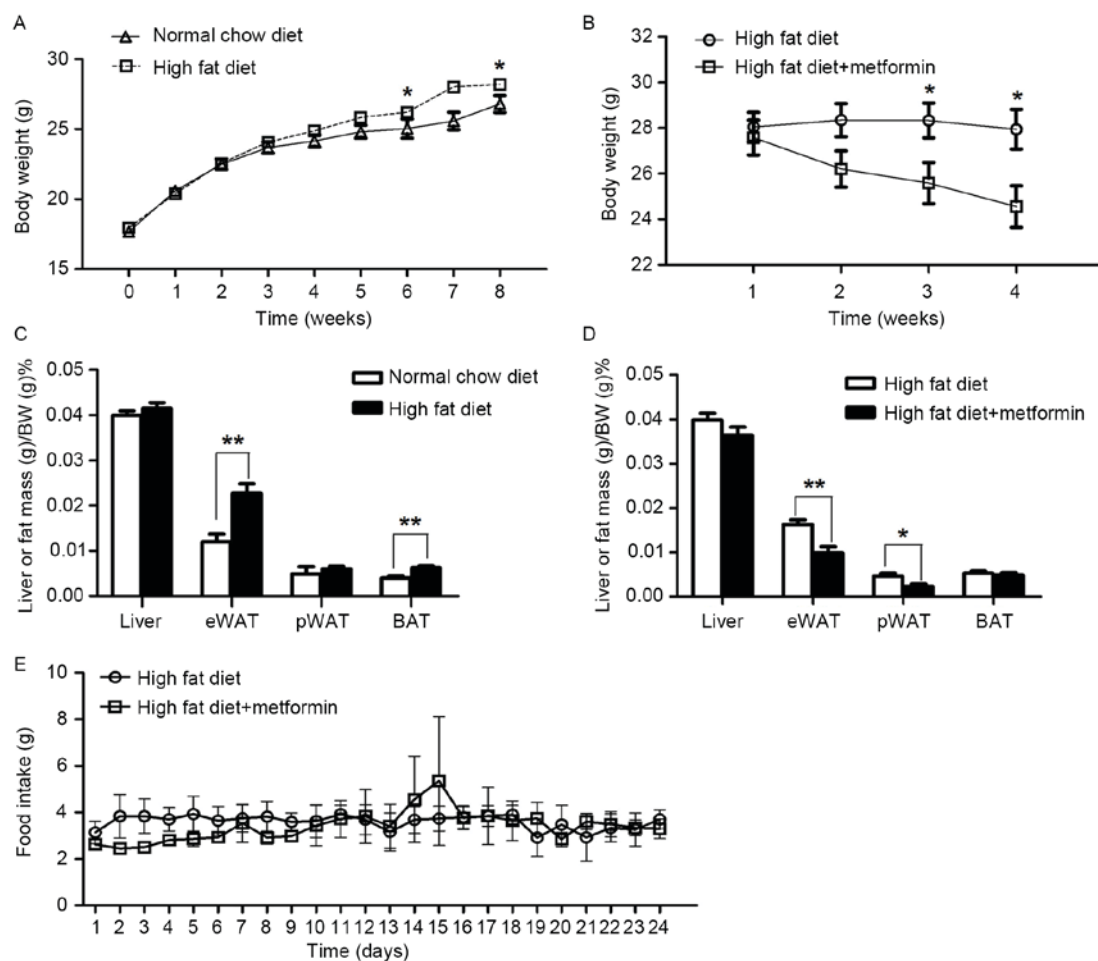 A
Normal chow diet
High fat diet
Body weight (g)
30
25
20
15
* *
0 1 2 3 4 5 6 7 8
Time (weeks)
B
High fat diet
High fat diet+metformin
Body weight (g)
32
30
28
26
24
22
* *
1 2 3 4
Time (weeks)
C
Normal chow diet
High fat diet
Liver or fat mass (g)/BW (g)%
0.05
0.04
0.03
0.02
0.01
0.00
** **
Liver eWAT pWAT BAT
D
High fat diet
High fat diet+metformin
Liver or fat mass (g)/BW (g)%
0.05
0.04
0.03
0.02
0.01
0.00
** *
Liver eWAT pWAT BAT
E
High fat diet
High fat diet+metformin
Food intake (g)
10
8
6
4
2
0
1 2 3 4 5 6 7 8 9 10 11 12 13 14 15 16 17 18 19 20 21 22 23 24
Time (days)